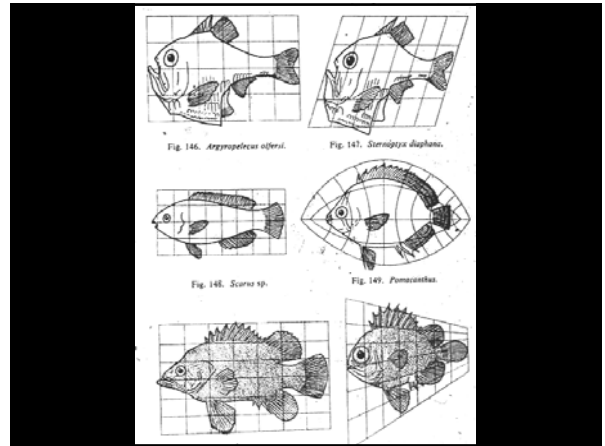 Fig. 146. Argyropelecus olfersi.
Fig. 147. Sternoptyx diaphana.
Fig. 148. Scarus sp.
Fig. 149. Pomacanthus.